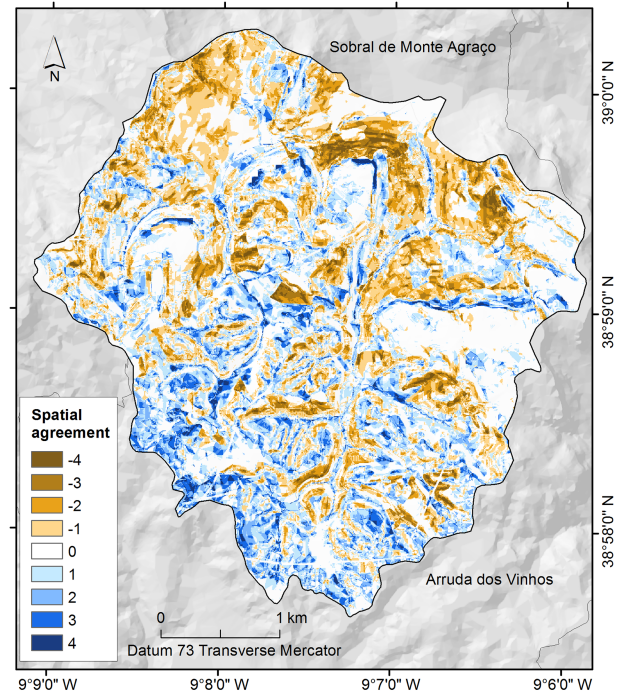 Sobral de Monte Agraço
N
39°0'0" N
38°59'0" N
38°58'0" N
Spatial
agreement
-4
-3
-2
-1
0
1
2
3
4
Arruda dos Vinhos
0 1 km
Datum 73 Transverse Mercator
9°9'0" W 9°8'0" W 9°7'0" W 9°6'0" W